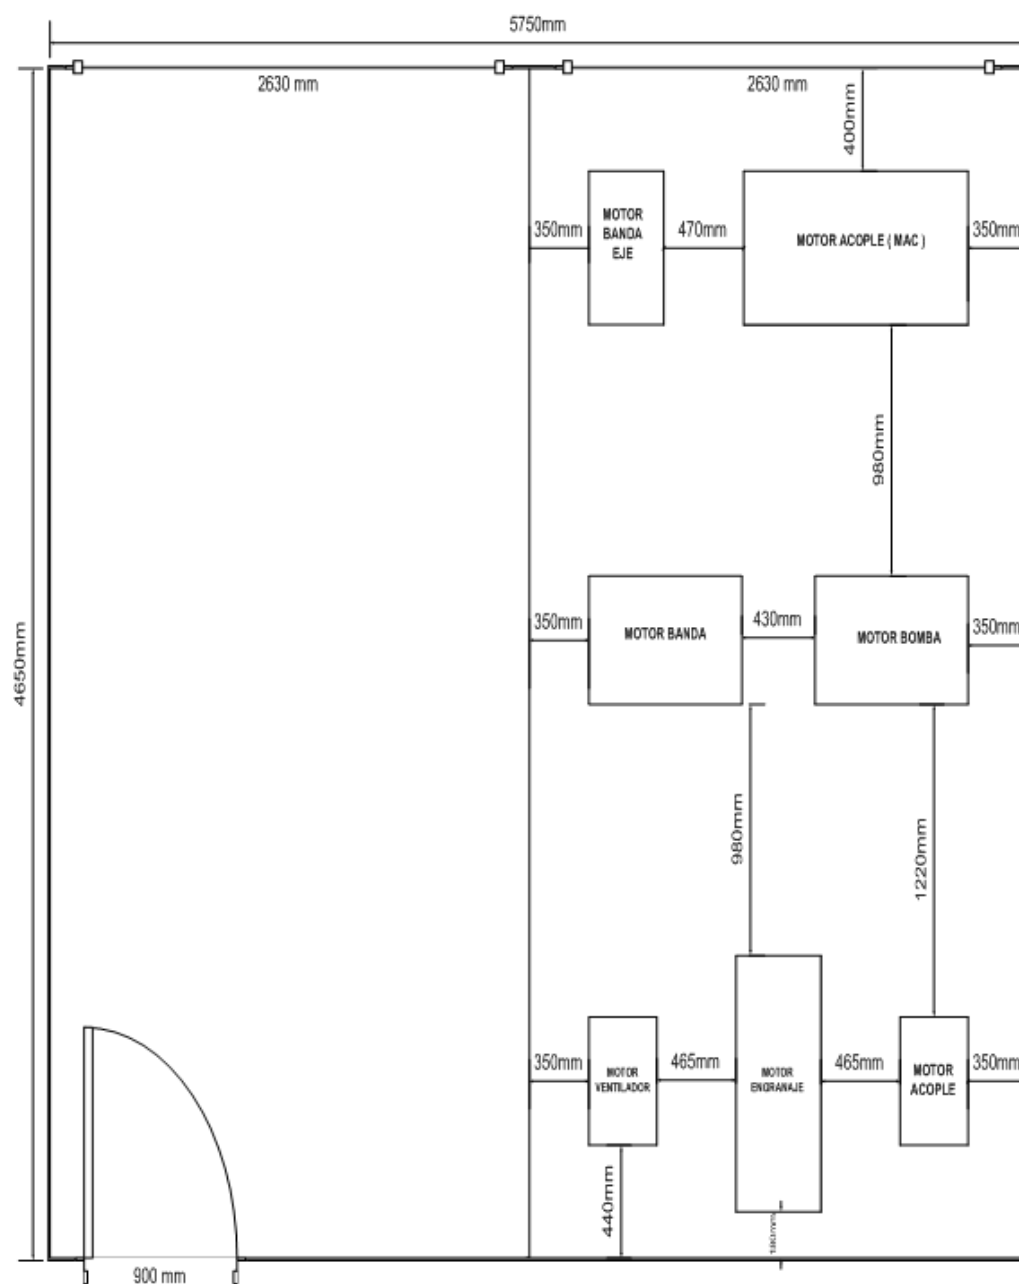 5750mm
2630 mm
2630 mm
400mm
350mm
MOTOR
BANDA
EJE
470mm
MOTOR ACOPLE ( MAC )
350mm
980mm
4650mm
350mm
MOTOR BANDA
430mm
MOTOR BOMBA
350mm
980mm
1220mm
350mm
MOTOR
VENTILADOR
465mm
MOTOR
ENGRANAJE
465mm
MOTOR
ACOPLE
350mm
440mm
180mm
900 mm